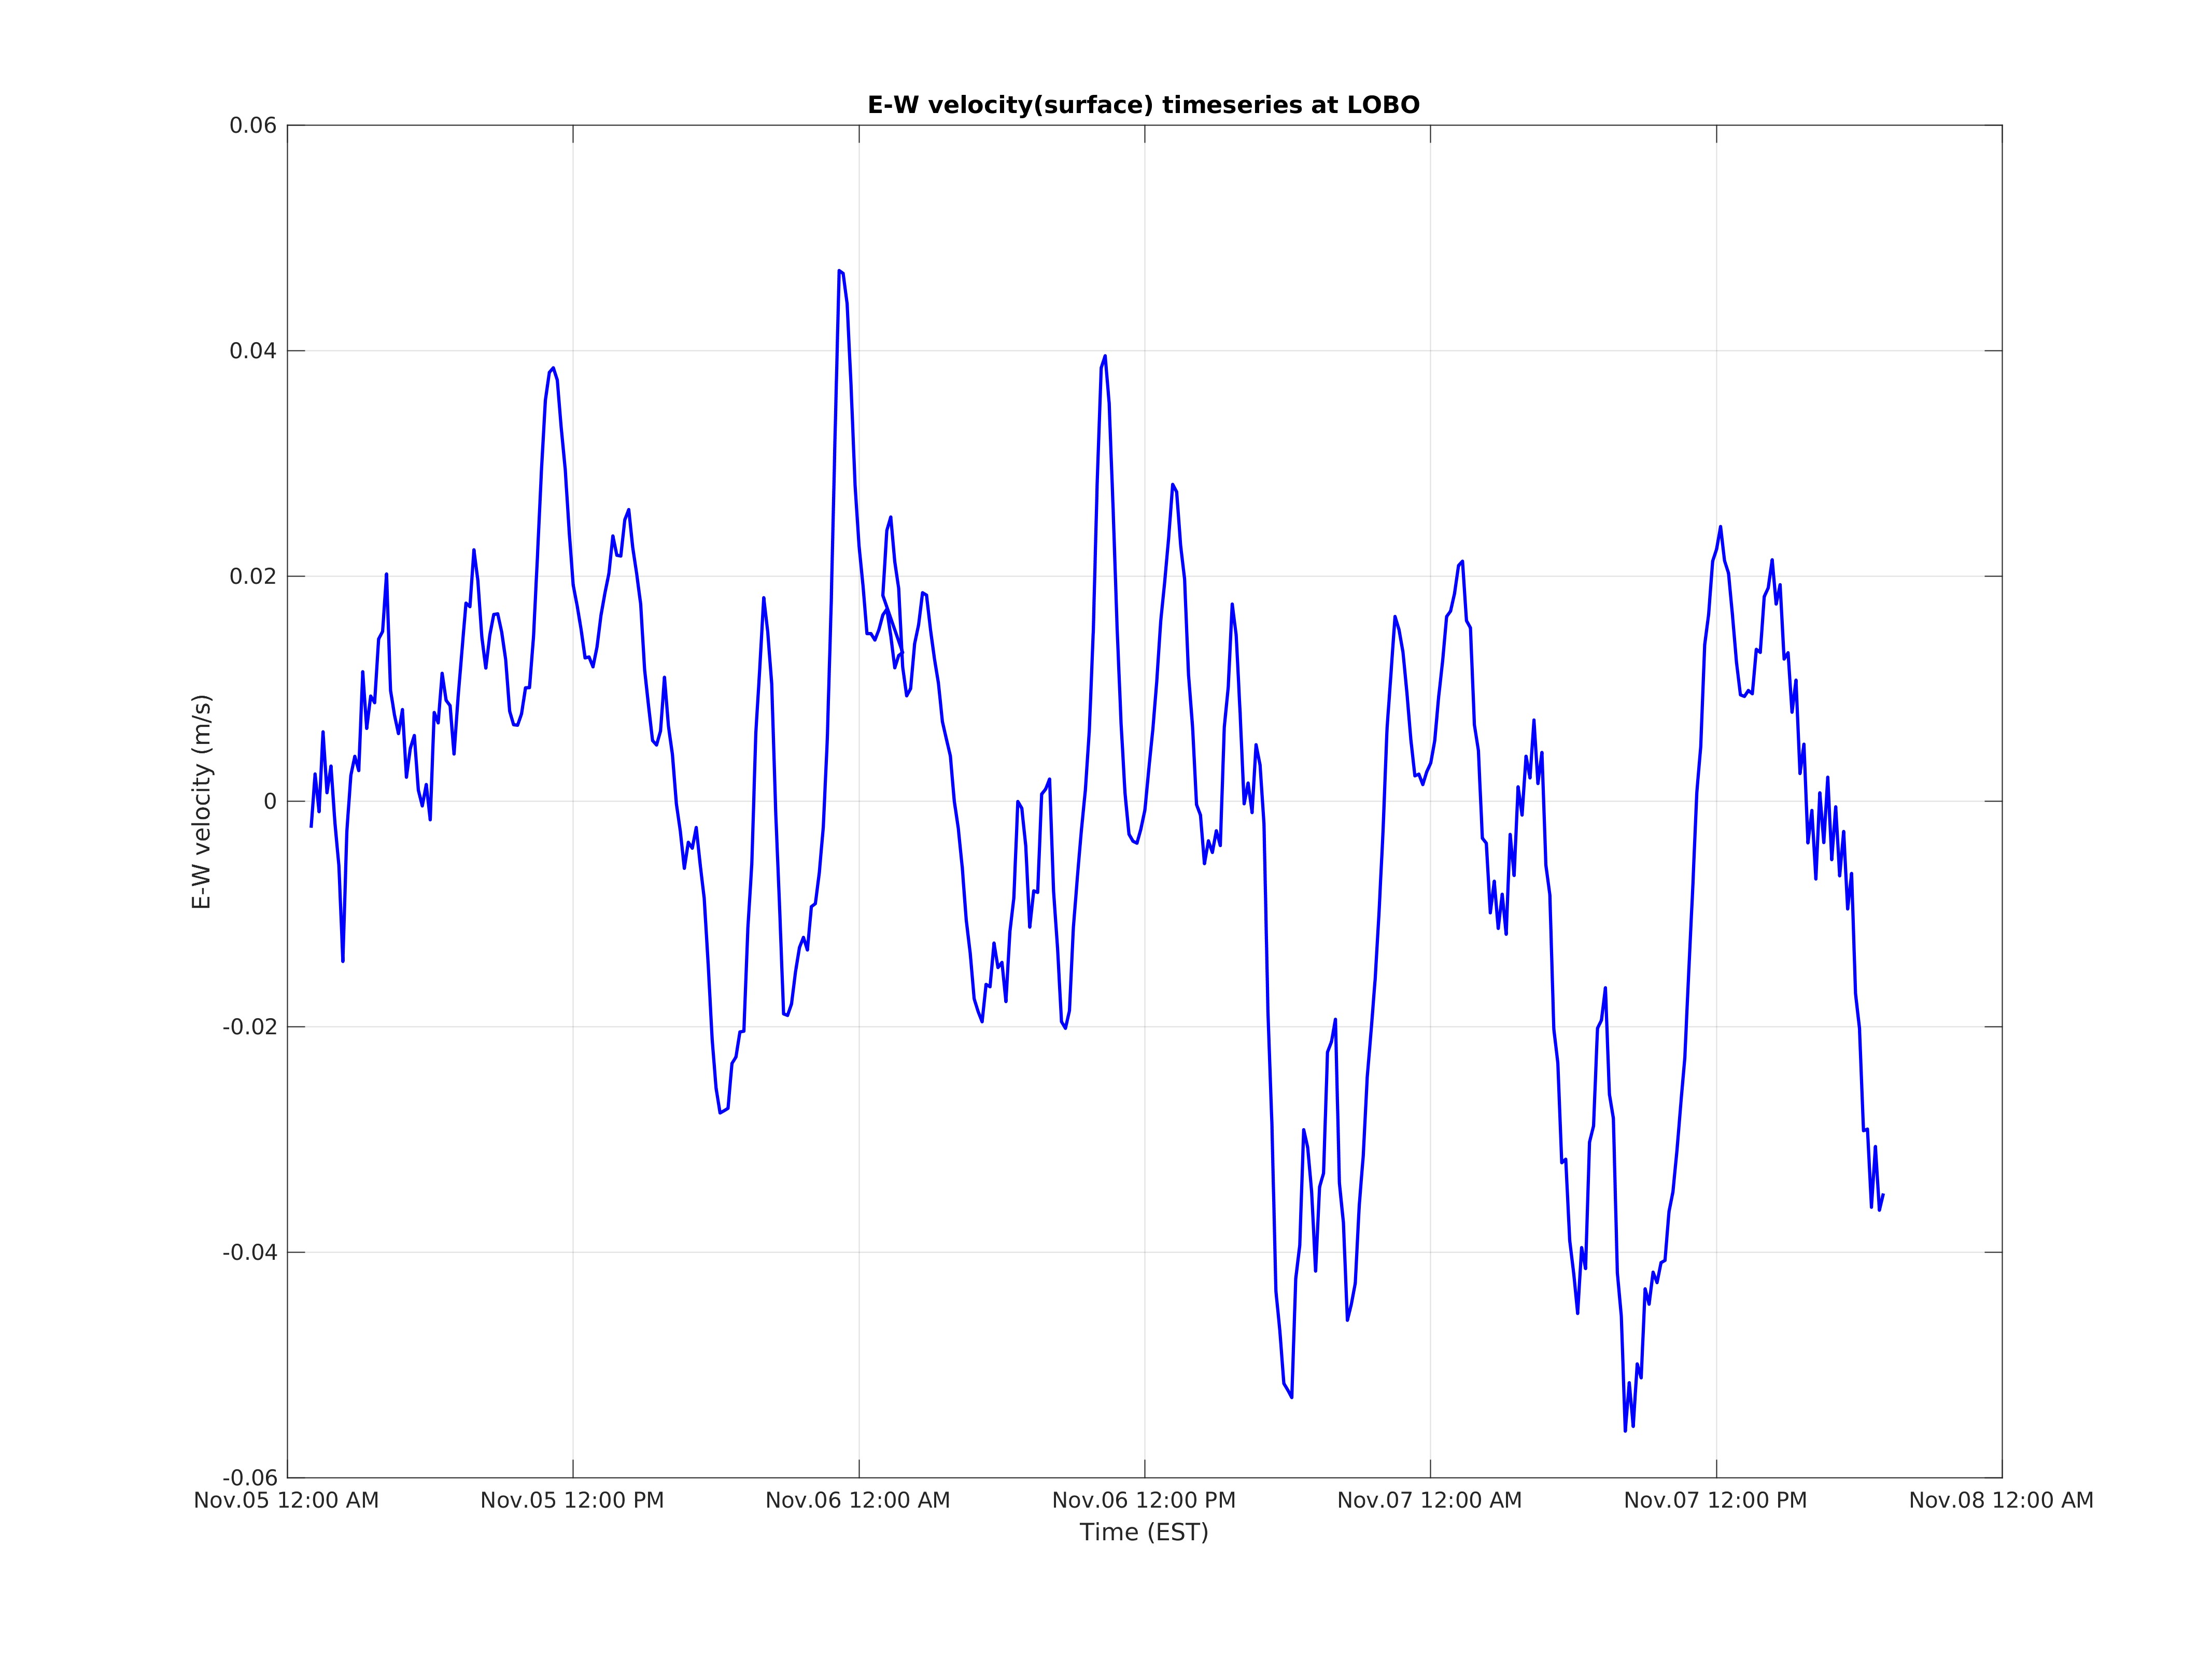 E-W velocity(surface) timeseries at LOBO
0.06
0.04
0.02
0
-0.02
-0.04
-0.06
E-W velocity (m/s)
Nov.05 12:00 AM Nov.05 12:00 PM Nov.06 12:00 AM Nov.06 12:00 PM Nov.07 12:00 AM Nov.07 12:00 PM Nov.08 12:00 AM
Time (EST)